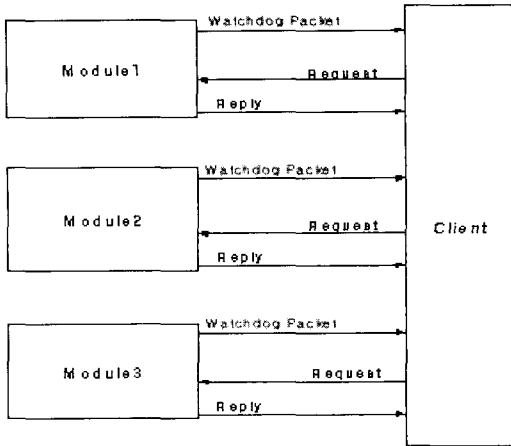 Watchdog Packet
Module1
Request
Reply
Watchdog Packet
Module2
Request
Client
Reply
Watchdog Packet
Module3
Request
Reply